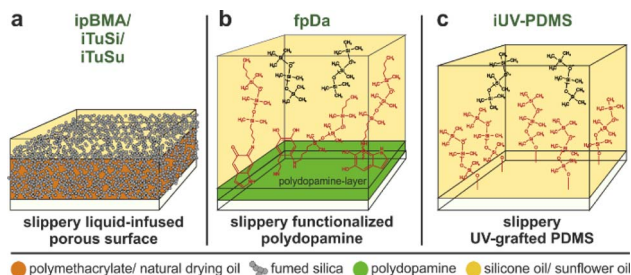 a
ipBMA/
iTuSi/
iTuSu
slippery liquid-infused
porous surface
b
fpDa
polydopamine-layer
slippery functionalized
polydopamine
c
iUV-PDMS
slippery
UV-grafted PDMS
polymethacrylate/ natural drying oil fumed silica polydopamine silicone oil/ sunflower oil